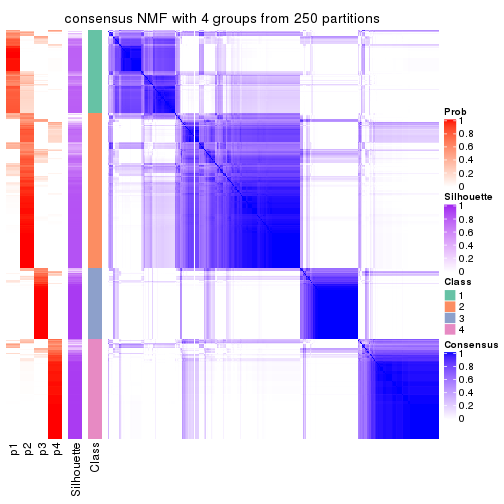 consensus NMF with 4 groups from 250 partitions
Prob
1
0.8
0.6
0.4
0.2
0
Silhouette
1
0.8
0.6
0.4
0.2
0
Class
1
2
3
4
Consensus
1
0.8
0.6
0.4
0.2
0
p1
p2
p3
p4
Silhouette
Class